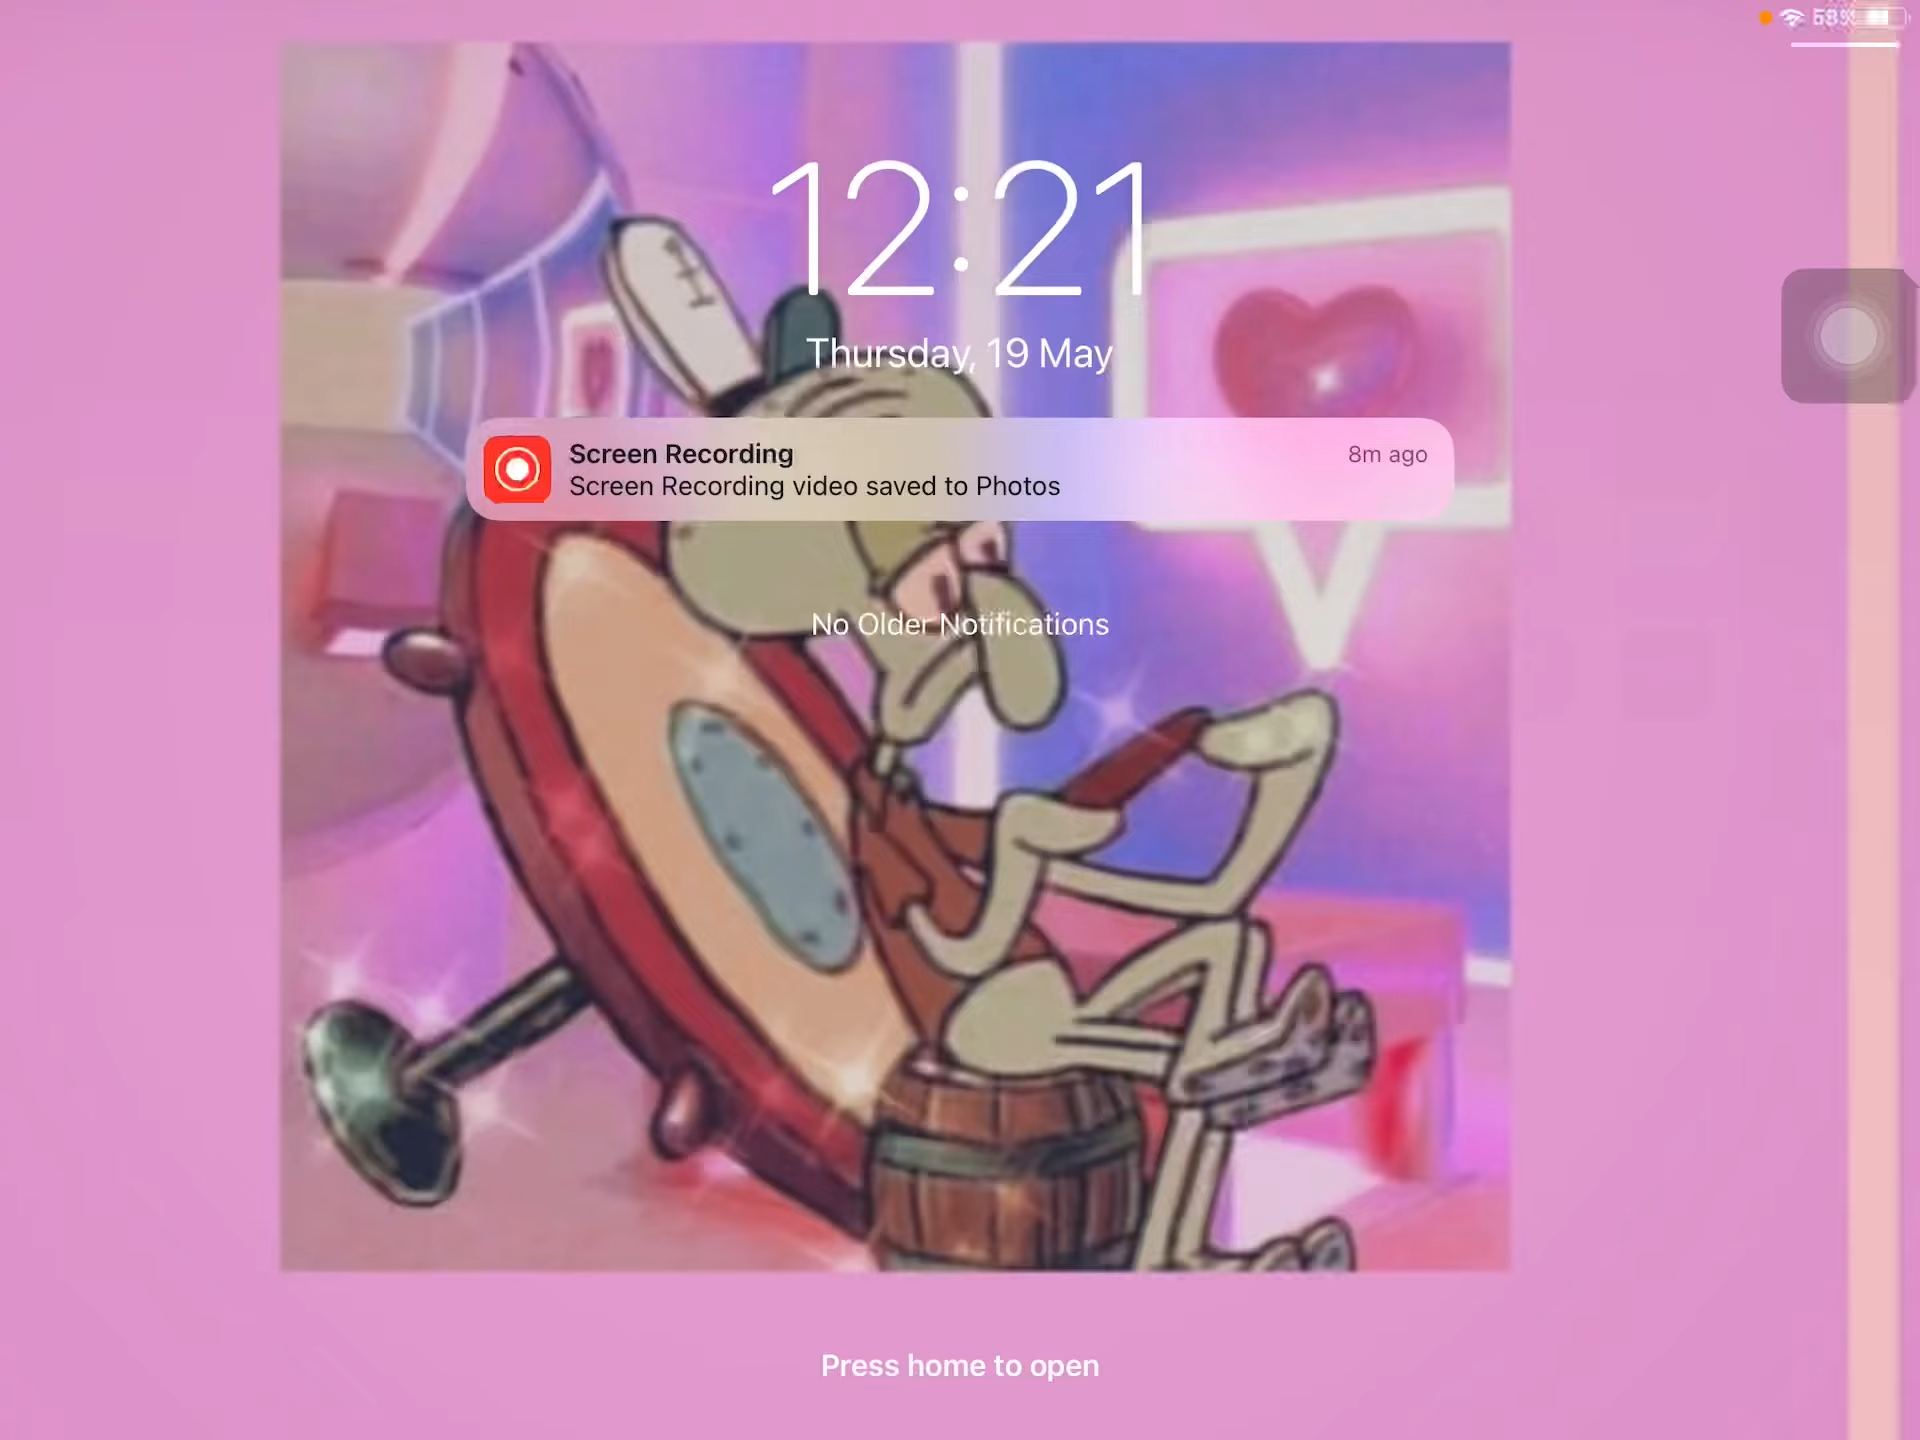 12:21
Thursday, 19 May
Screen Recording
8m ago
Screen Recording video saved to Photos
No Older Notifications
Press home to open